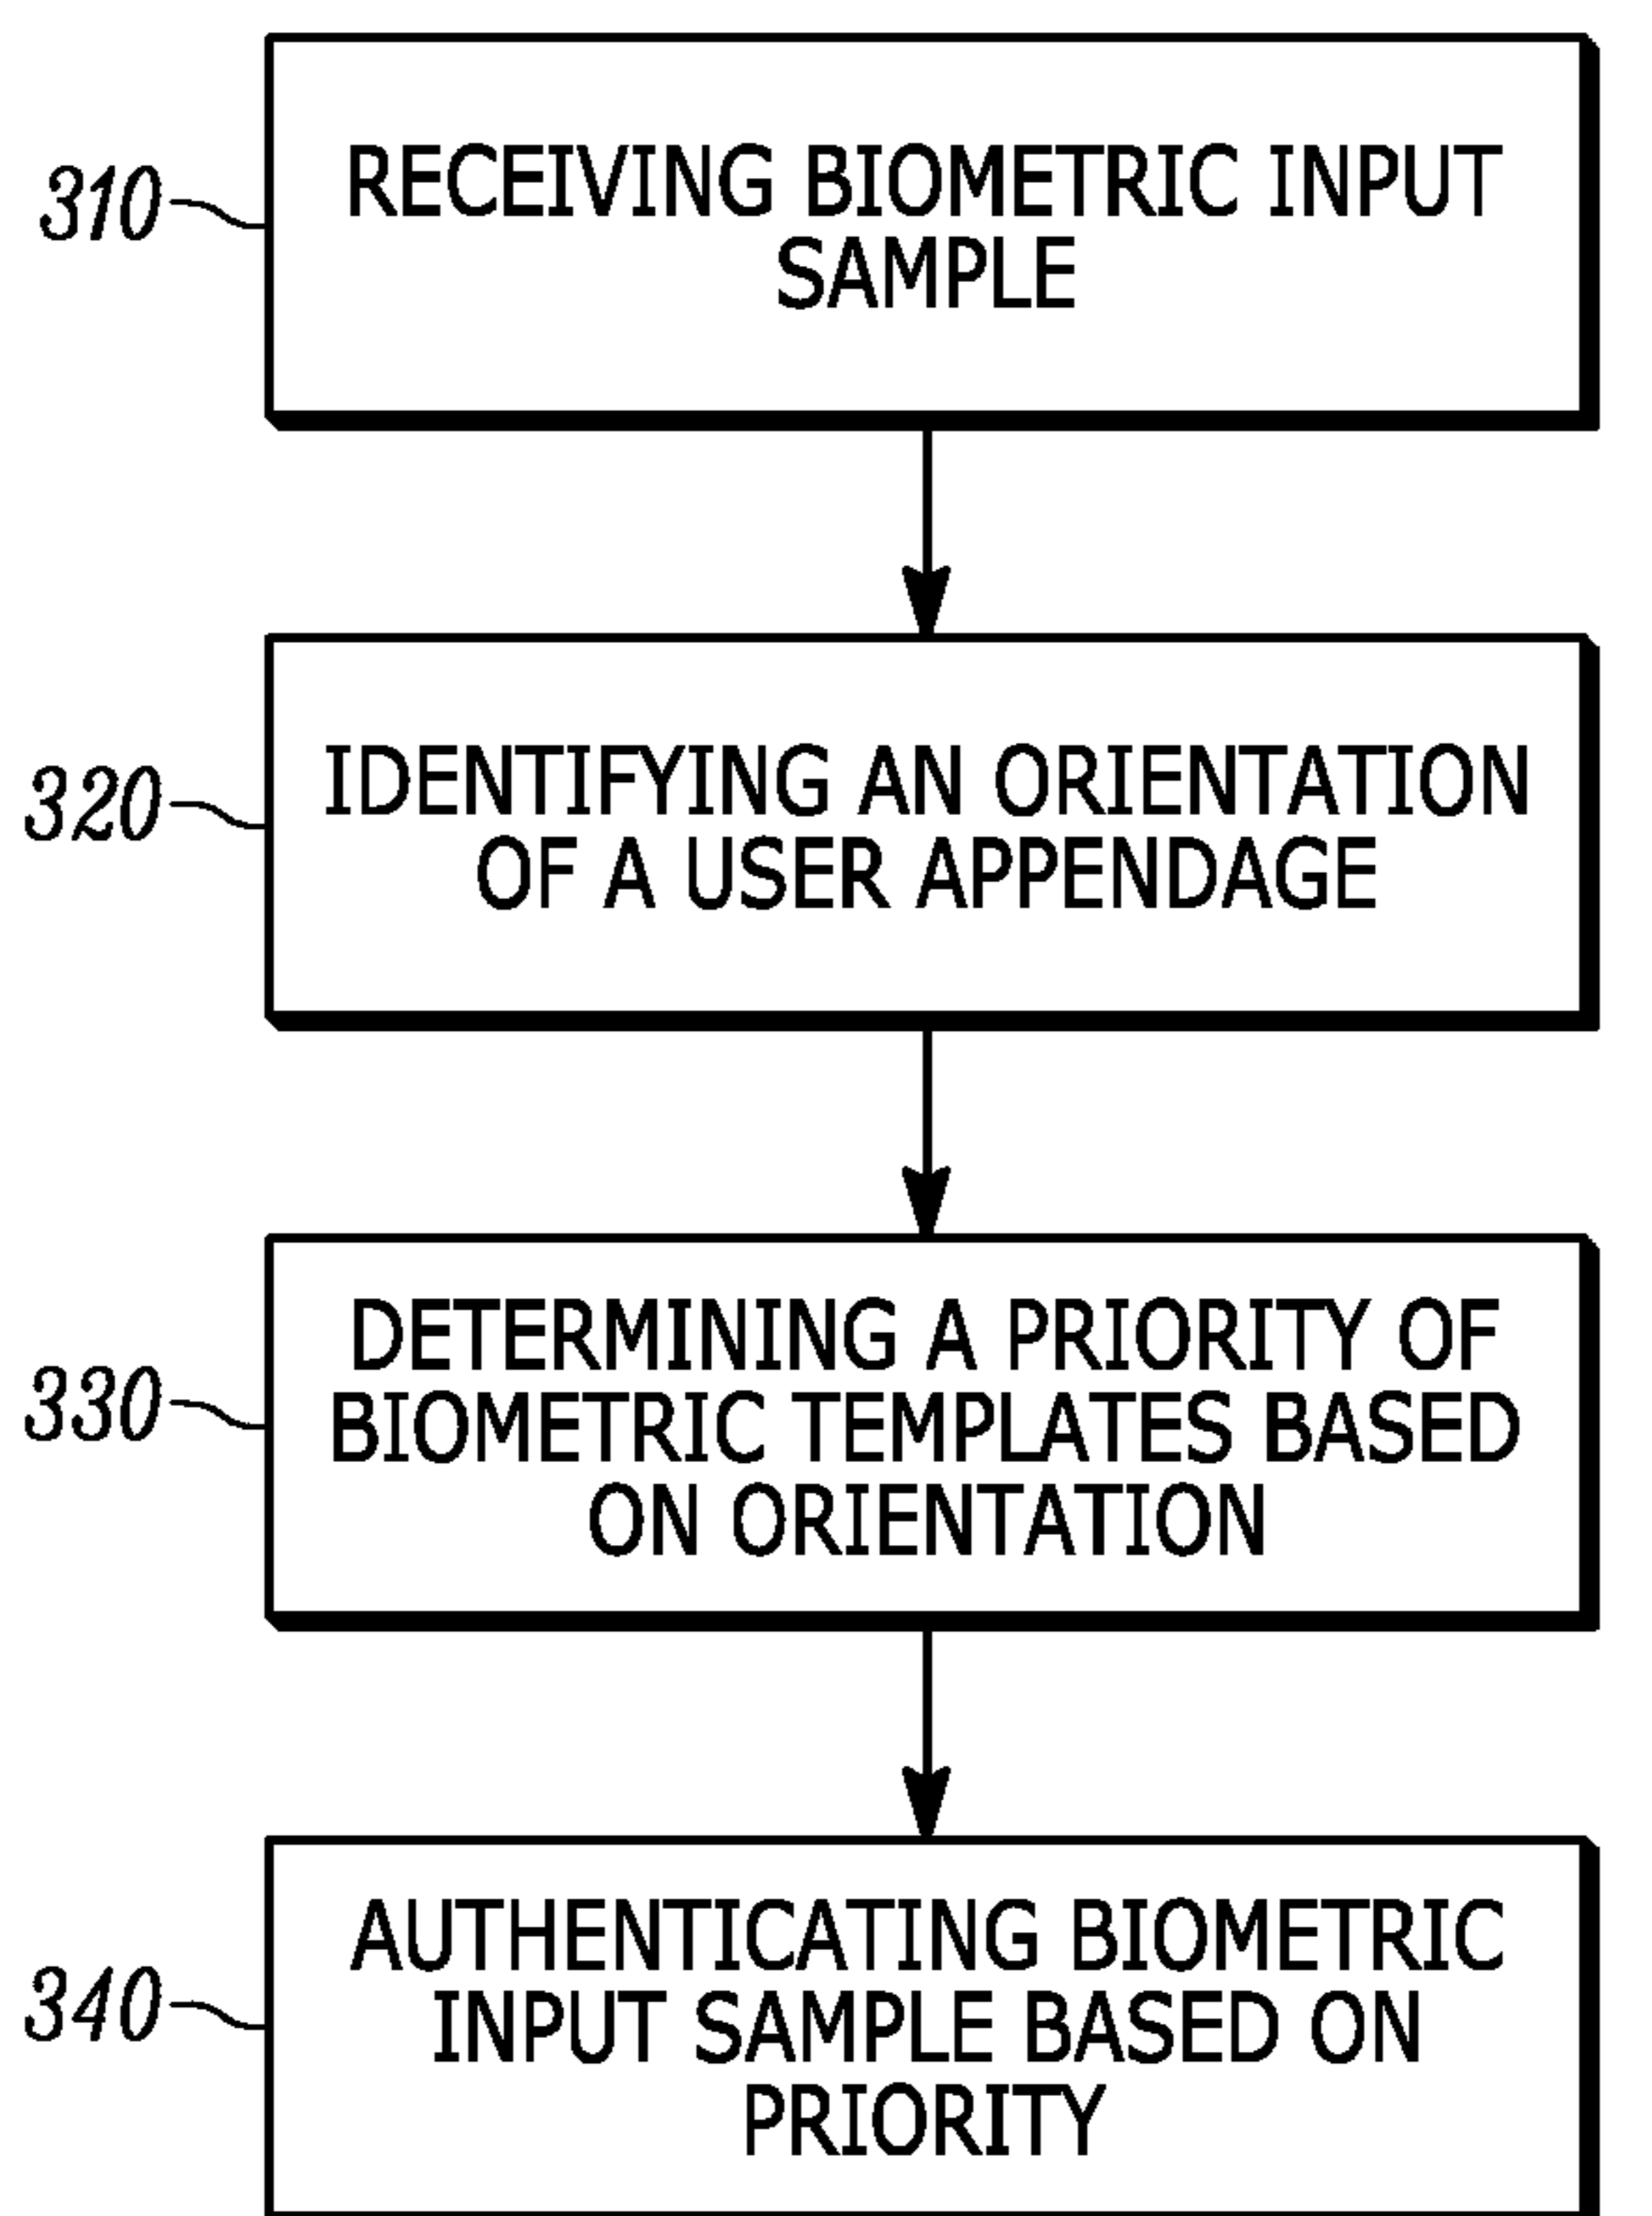 310
RECEIVING BIOMETRIC INPUT
SAMPLE
320
IDENTIFYING AN ORIENTATION
OF A USER APPENDAGE
330
DETERMINING A PRIORITY OF
BIOMETRIC TEMPLATES BASED
ON ORIENTATION
340
AUTHENTICATING BIOMETRIC
INPUT SAMPLE BASED ON
PRIORITY